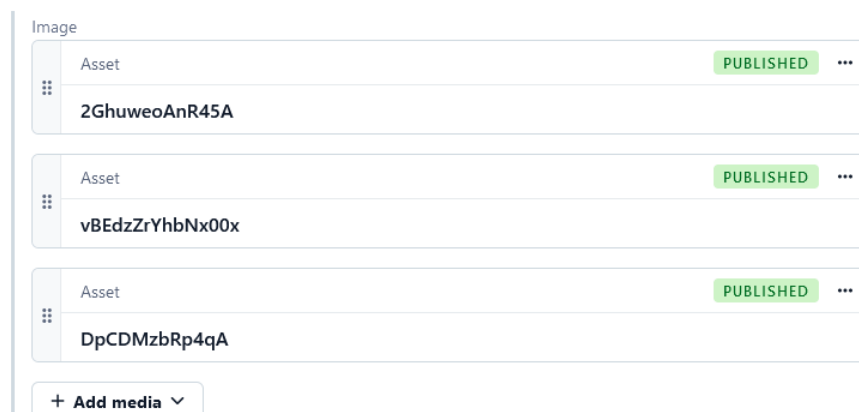 Image
Asset PUBLISHED
2GhuweoAnR45A
Asset PUBLISHED
vBEdzZrYhbNx00x
Asset PUBLISHED
DpCDMzbRp4qA
+ Add media